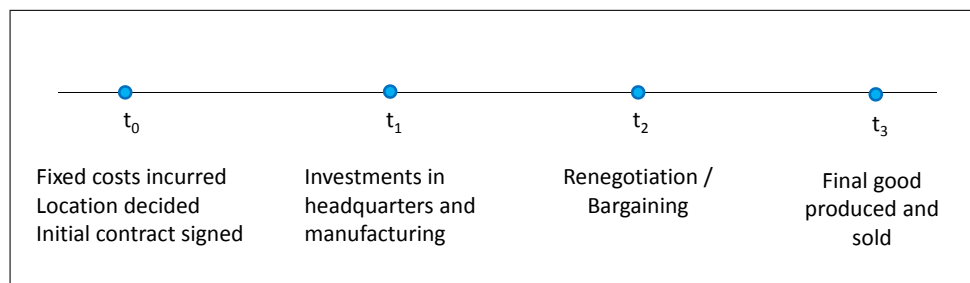 t₀
t₁
t₂
t₃
Fixed costs incurred
Location decided
Initial contract signed
Investments in
headquarters and
manufacturing
Renegotiation /
Bargaining
Final good
produced and
sold